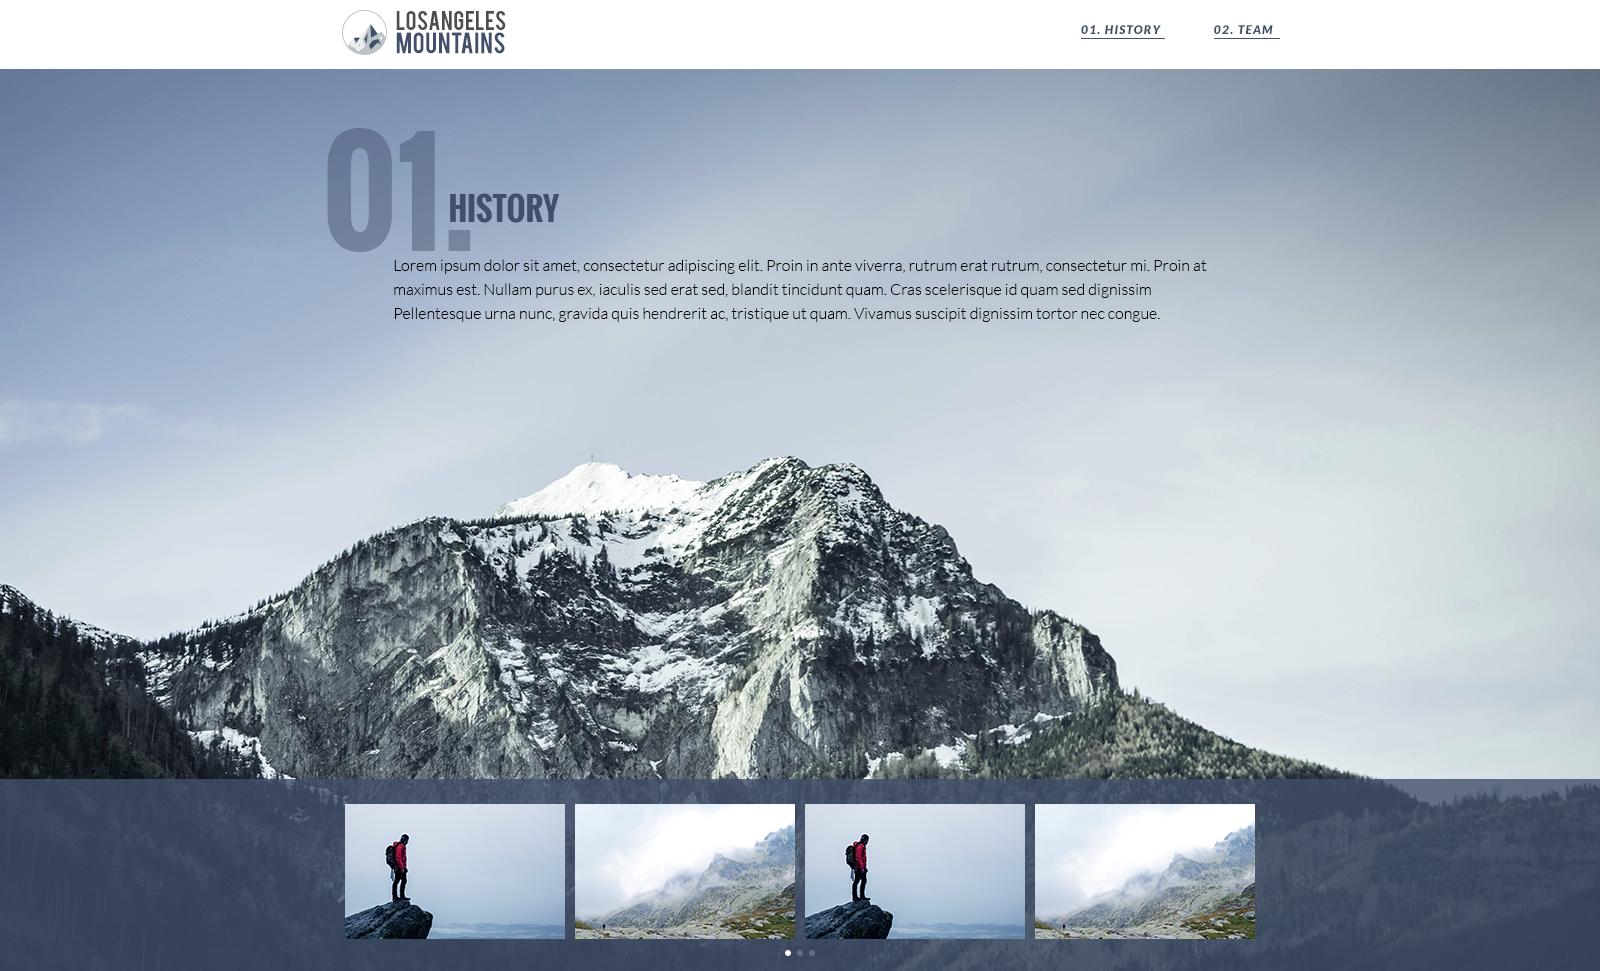 LOSANGELES
MOUNTAINS
01. HISTORY
02. TEAM
01.
HISTORY
Lorem ipsum dolor sit amet, consectetur adipiscing elit. Proin in ante viverra, rutrum erat rutrum, consectetur mi. Proin at
maximus est. Nullam purus ex, iaculis sed erat sed, blandit tincidunt quam. Cras scelerisque id quam sed dignissim
Pellentesque urna nunc, gravida quis hendrerit ac, tristique ut quam. Vivamus suscipit dignissim tortor nec congue.